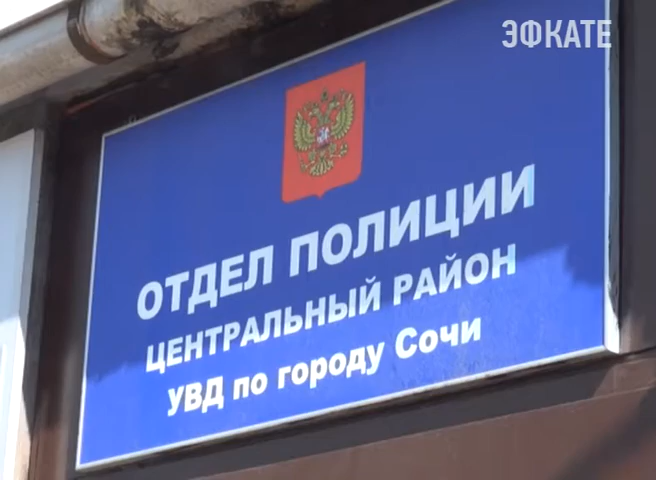 ЭФКАТЕ
ОТДЕЛ ПОЛИЦИИ
ЦЕНТРАЛЬНЫЙ РАЙОН
УВД по городу Сочи